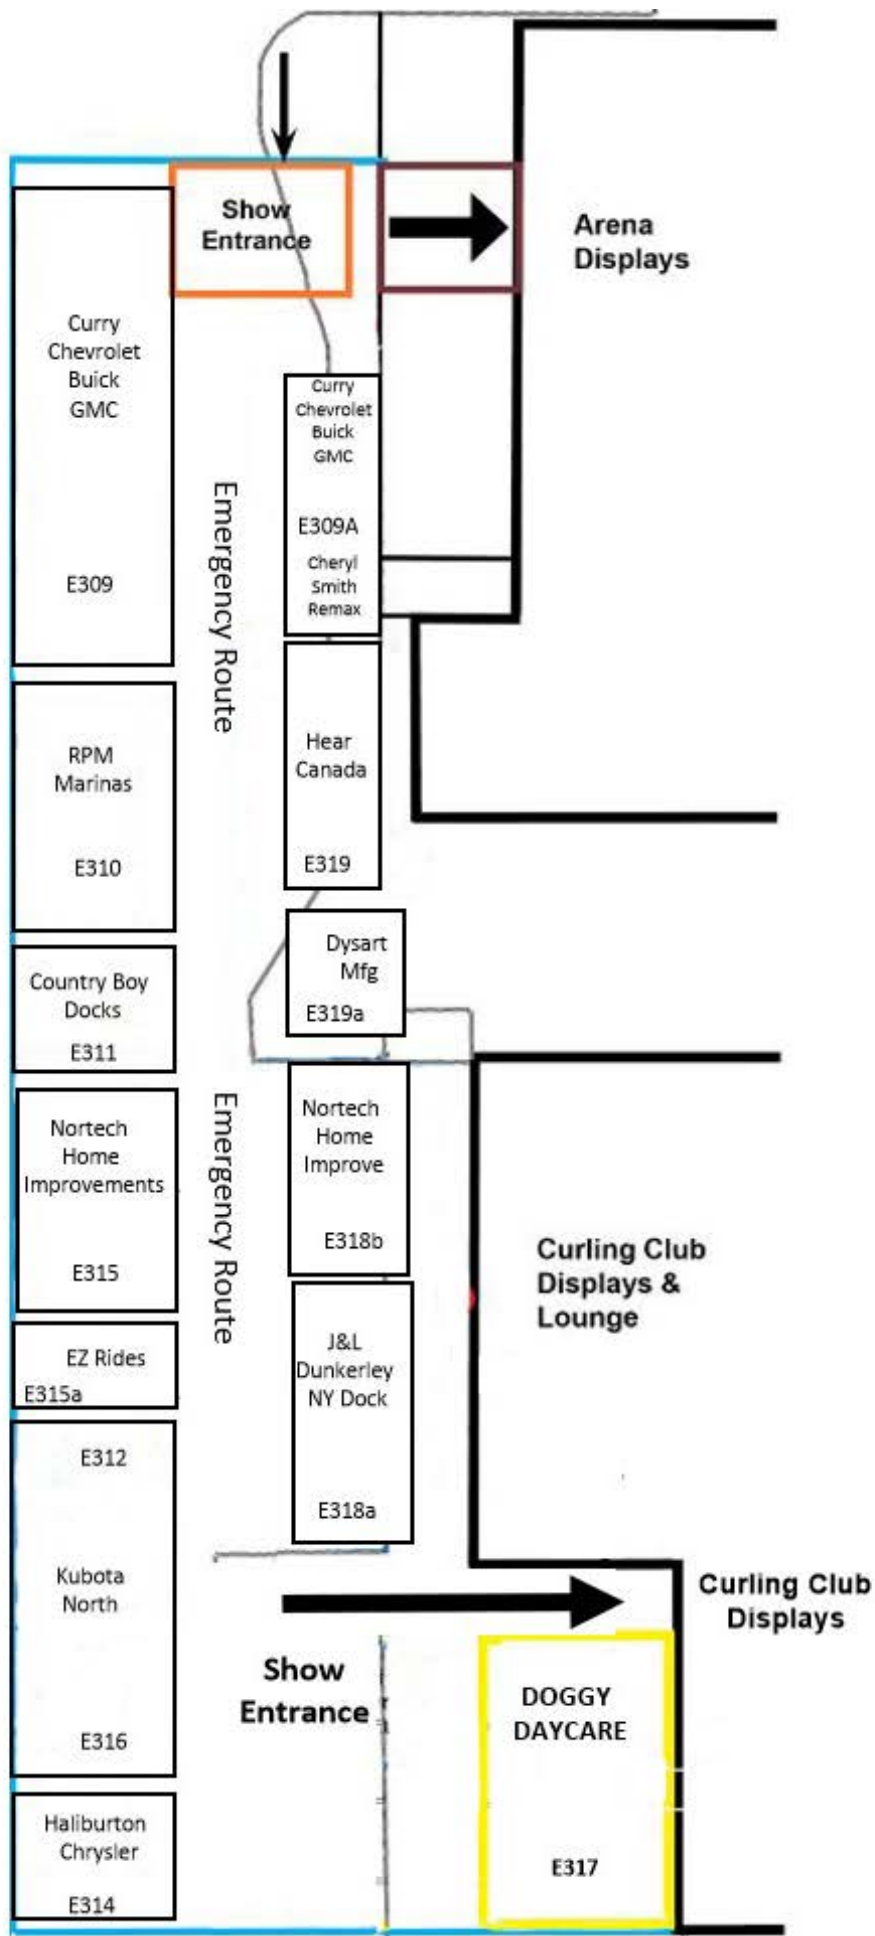 Show
Entrance
Arena
Displays
Curry
Chevrolet
Buick
GMC
E309
Emergency Route
Curry
Chevrolet
Buick
GMC
E309A
Cheryl
Smith
Remax
RPM
Marinas
E310
Hear
Canada
E319
Country Boy
Docks
E311
Dysart
Mfg
E319a
Nortech
Home
Improvements
E315
Emergency Route
Nortech
Home
Improve
E318b
Curling Club
Displays &
Lounge
EZ Rides
E315a
J&L
Dunkerley
NY Dock
E318a
E312
Kubota
North
E316
Curling Club
Displays
Show
Entrance
DOGGY
DAYCARE
E317
Haliburton
Chrysler
E314